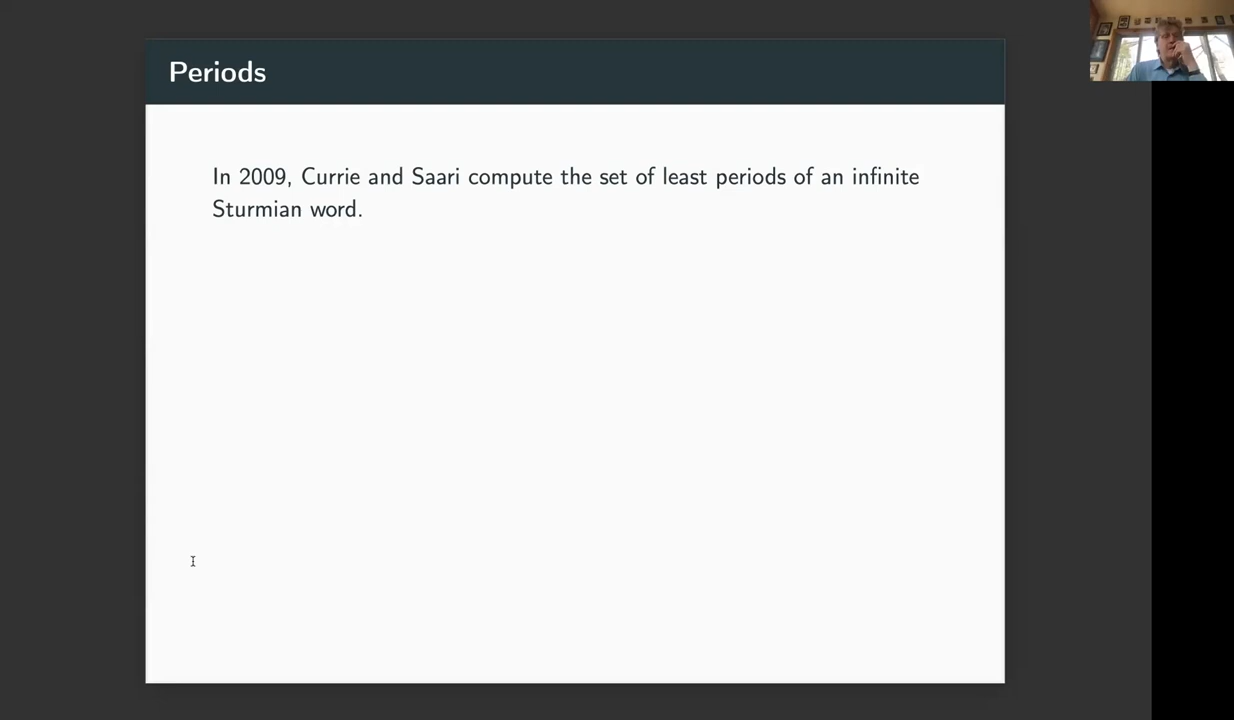 Periods
In 2009, Currie and Saari compute the set of least periods of an infinite
Sturmian word.